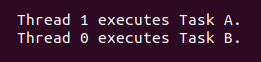 Thread 1 executes Task A.
Thread 0 executes Task B.